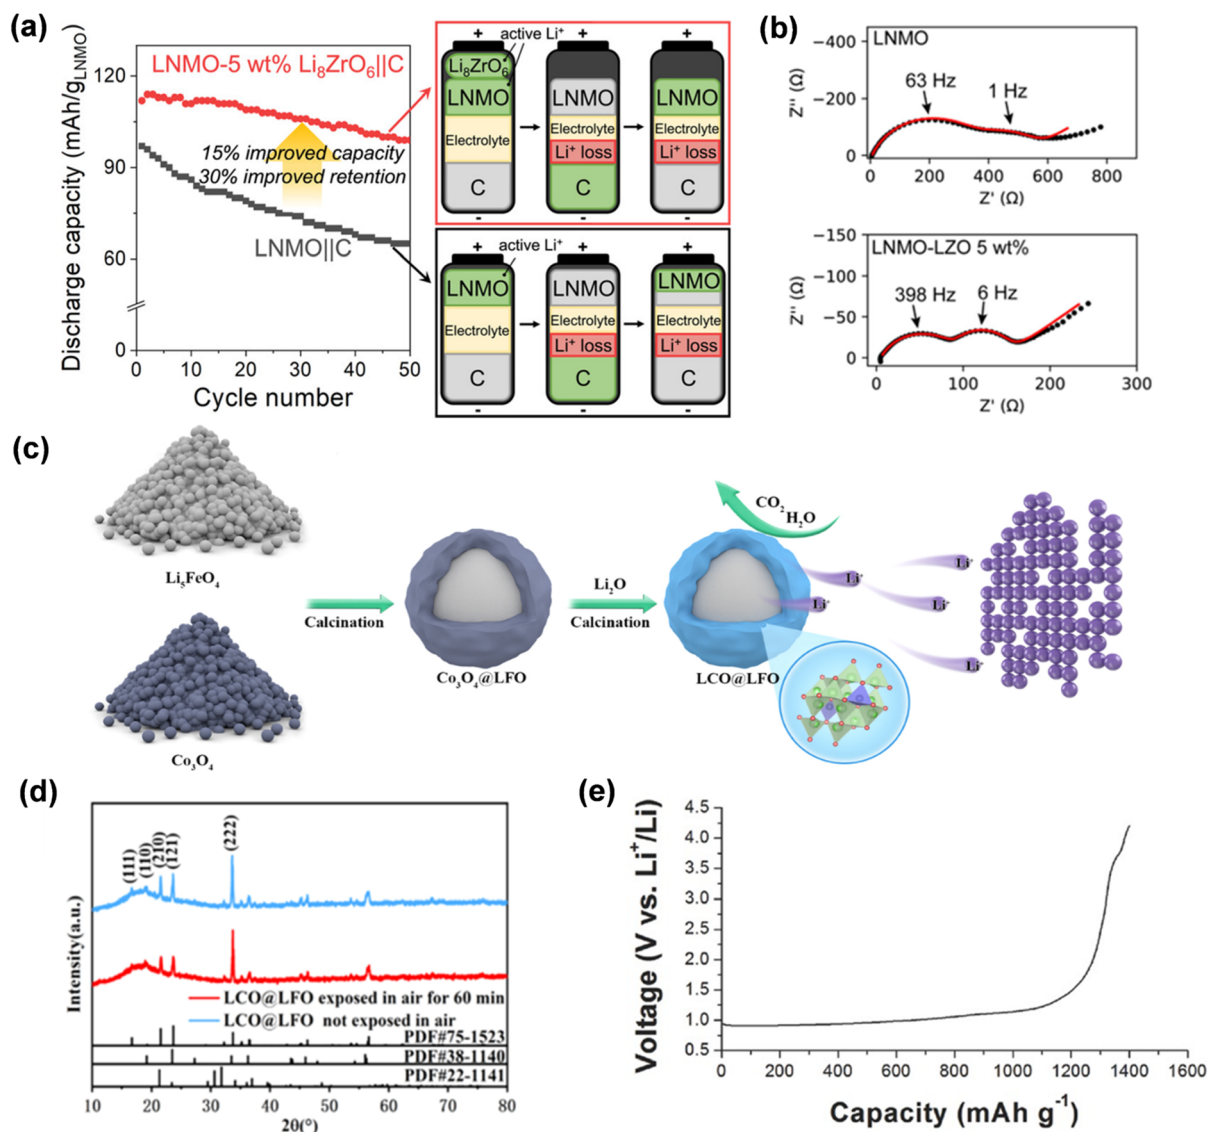 (a)
Discharge capacity (mAh/gLNMO)
120
90
60
0
LNMO-5 wt% Li8ZrO6||C
15% improved capacity
30% improved retention
LNMO||C
0 10 20 30 40 50
Cycle number
+ active Li+ + +
Li8ZrO6
LNMO LNMO LNMO
Electrolyte Electrolyte Electrolyte
Li+ loss Li+ loss
C C C
- - -
+ active Li+ + +
LNMO LNMO LNMO
Electrolyte Electrolyte Electrolyte
Li+ loss Li+ loss
C C C
- - -
(b)
Z'' (Ω)
−400
−200
0
LNMO
63 Hz
1 Hz
0 200 400 600 800
Z' (Ω)
Z'' (Ω)
−150
−100
−50
0
LNMO-LZO 5 wt%
398 Hz
6 Hz
0 100 200 300
Z' (Ω)
(c)
Li5FeO4
Co3O4
Calcination
Co3O4@LFO
Li2O
Calcination
LCO@LFO
CO2
H2O
Li+
Li+
Li+
Li+
Li+
(d)
Intensity(a.u.)
(111)
(110)
(210)
(121)
(222)
LCO@LFO exposed in air for 60 min
LCO@LFO not exposed in air
PDF#75-1523
PDF#38-1140
PDF#22-1141
10 20 30 40 50 60 70 80
2θ(°)
(e)
Voltage (V vs. Li+/Li)
4.5
4.0
3.5
3.0
2.5
2.0
1.5
1.0
0.5
0 200 400 600 800 1000 1200 1400 1600
Capacity (mAh g-1)